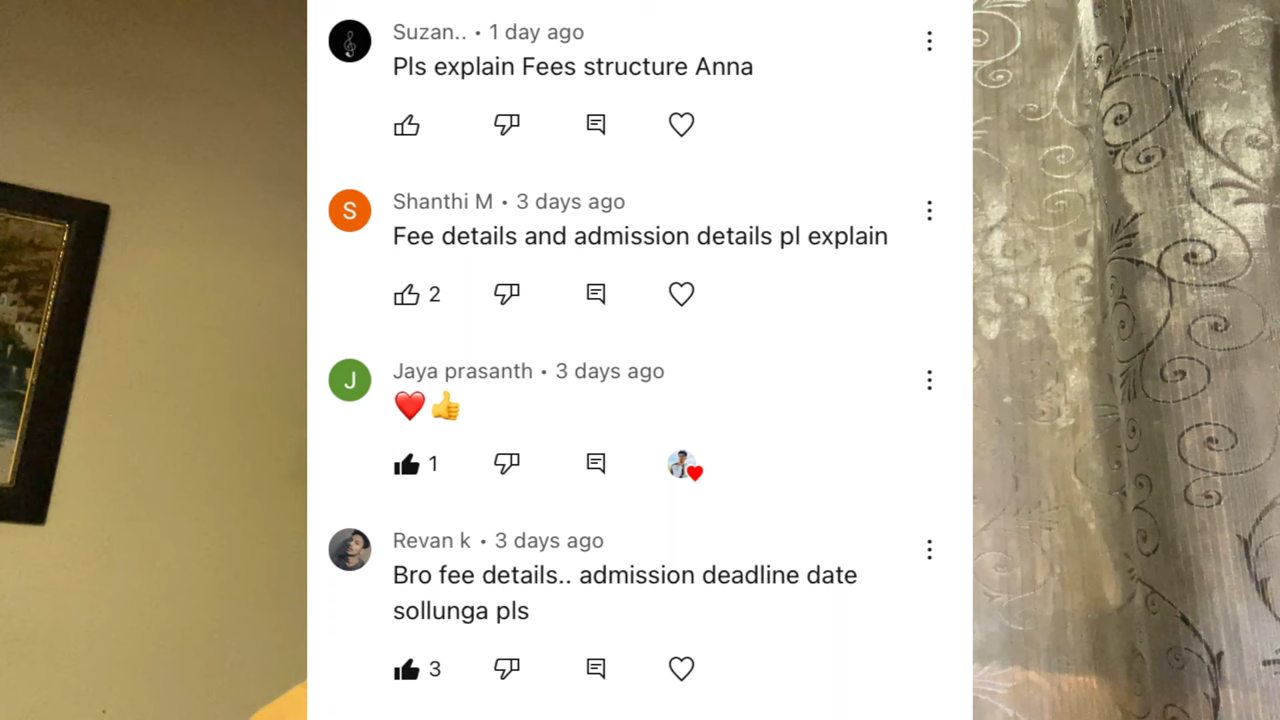 Suzan.. • 1 day ago
Pls explain Fees structure Anna
S
Shanthi M • 3 days ago
Fee details and admission details pl explain
2
J
Jaya prasanth • 3 days ago
❤️👍
1
Revan k • 3 days ago
Bro fee details.. admission deadline date
sollunga pls
3